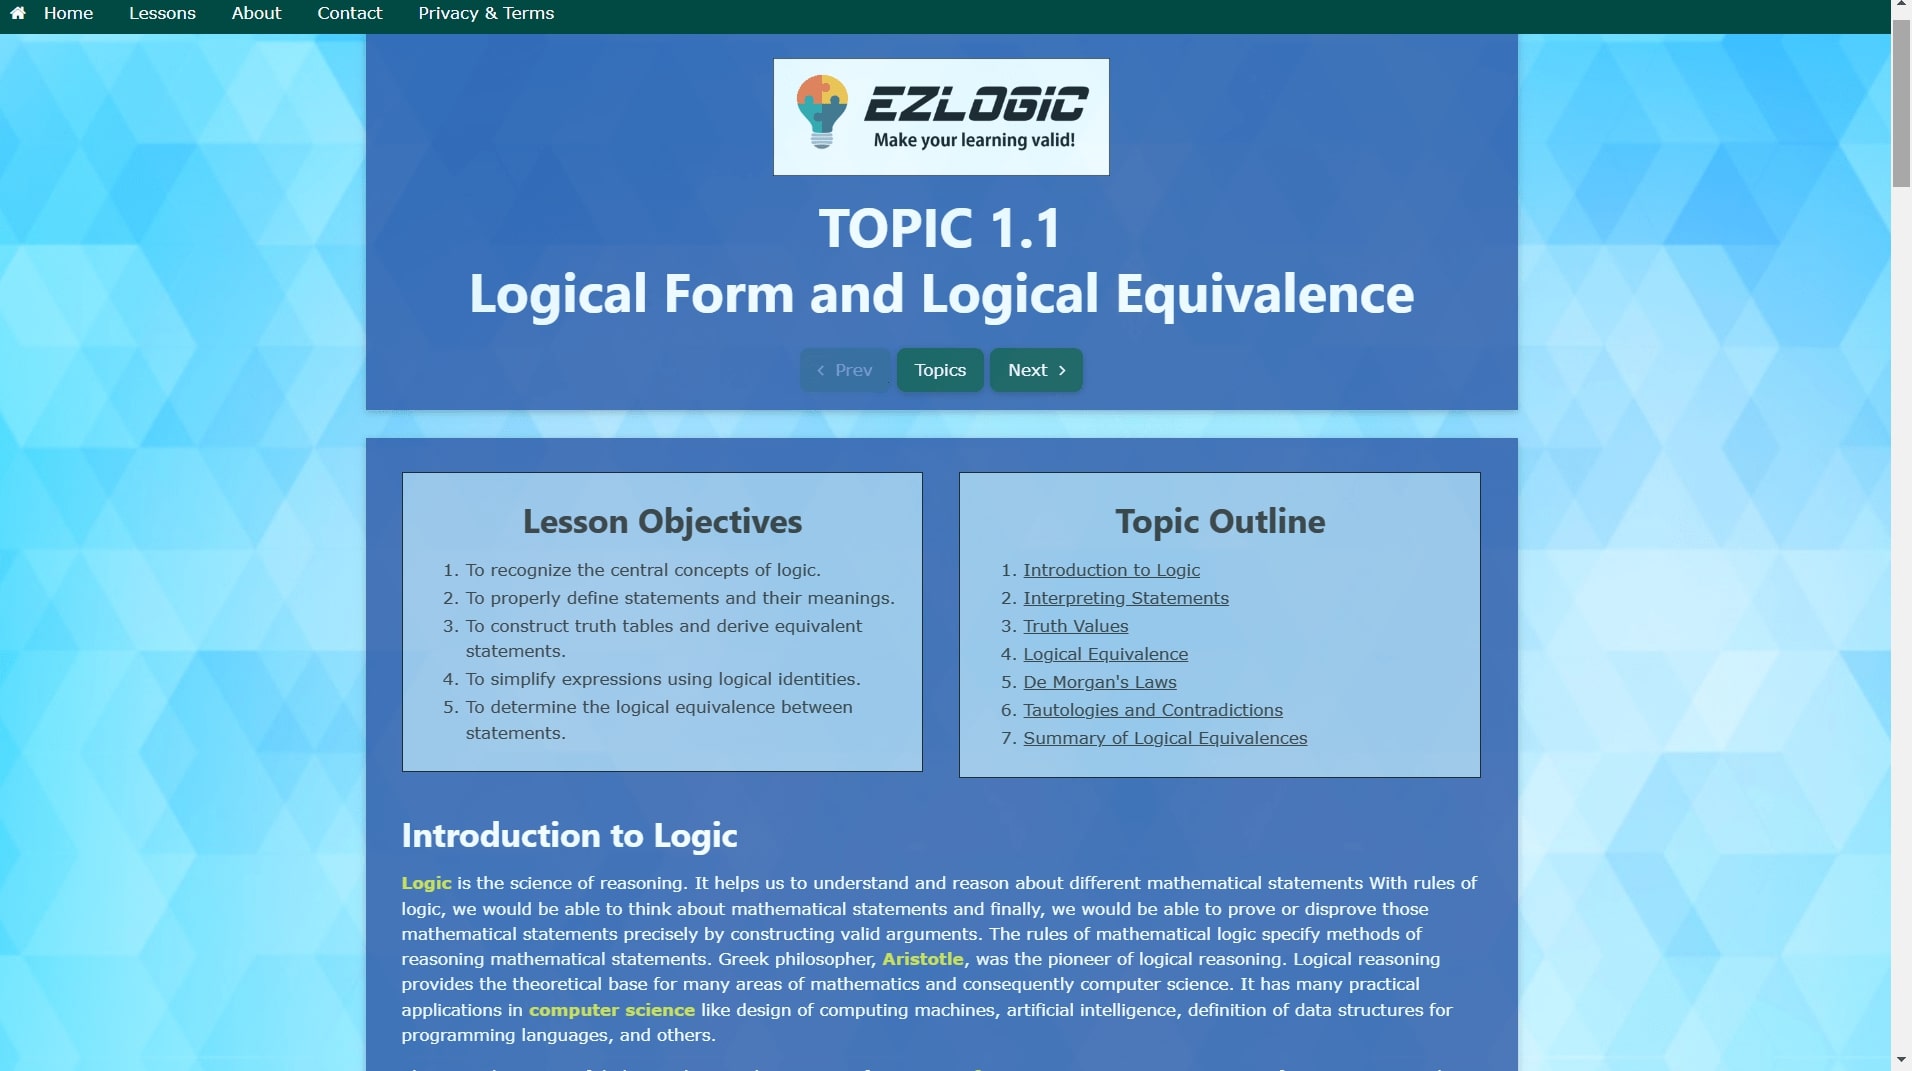 Home Lessons About Contact Privacy & Terms
EZLOGIC
Make your learning valid!
TOPIC 1.1
Logical Form and Logical Equivalence
‹ Prev Topics Next ›
Lesson Objectives
1. To recognize the central concepts of logic.
2. To properly define statements and their meanings.
3. To construct truth tables and derive equivalent
statements.
4. To simplify expressions using logical identities.
5. To determine the logical equivalence between
statements.
Topic Outline
1. Introduction to Logic
2. Interpreting Statements
3. Truth Values
4. Logical Equivalence
5. De Morgan's Laws
6. Tautologies and Contradictions
7. Summary of Logical Equivalences
Introduction to Logic
Logic is the science of reasoning. It helps us to understand and reason about different mathematical statements With rules of
logic, we would be able to think about mathematical statements and finally, we would be able to prove or disprove those
mathematical statements precisely by constructing valid arguments. The rules of mathematical logic specify methods of
reasoning mathematical statements. Greek philosopher, Aristotle, was the pioneer of logical reasoning. Logical reasoning
provides the theoretical base for many areas of mathematics and consequently computer science. It has many practical
applications in computer science like design of computing machines, artificial intelligence, definition of data structures for
programming languages, and others.